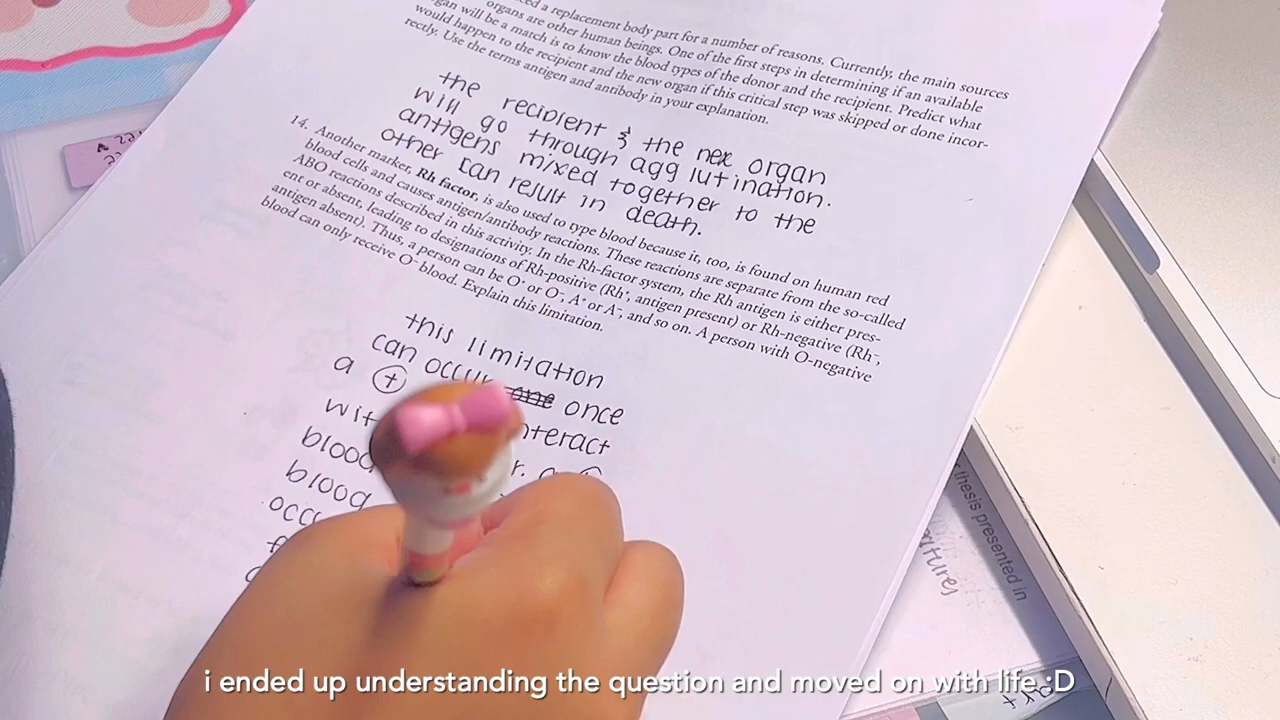 ed a replacement body part for a number of reasons. Currently, the main sources
organs are other human beings. One of the first steps in determining if an available
gan will be a match is to know the blood types of the donor and the recipient. Predict what
would happen to the recipient and the new organ if this critical step was skipped or done incor-
rectly. Use the terms antigen and antibody in your explanation.
the recipient & the nex organ
will go through agglutination.
antigens mixed together to the
other can result in death.
14. Another marker, Rh factor, is also used to type blood because it, too, is found on human red
blood cells and causes antigen/antibody reactions. These reactions are separate from the so-called
ABO reactions described in this activity. In the Rh-factor system, the Rh antigen is either pres-
ent or absent, leading to designations of Rh-positive (Rh⁺, antigen present) or Rh-negative (Rh⁻,
antigen absent). Thus, a person can be O⁺ or O⁻, A⁺ or A⁻, and so on. A person with O-negative
blood can only receive O⁻ blood. Explain this limitation.
this limitation
can occur one once
a +
wit nteract
blood r. a
blood
occ
r thesis presented in
i ended up understanding the question and moved on with life :D